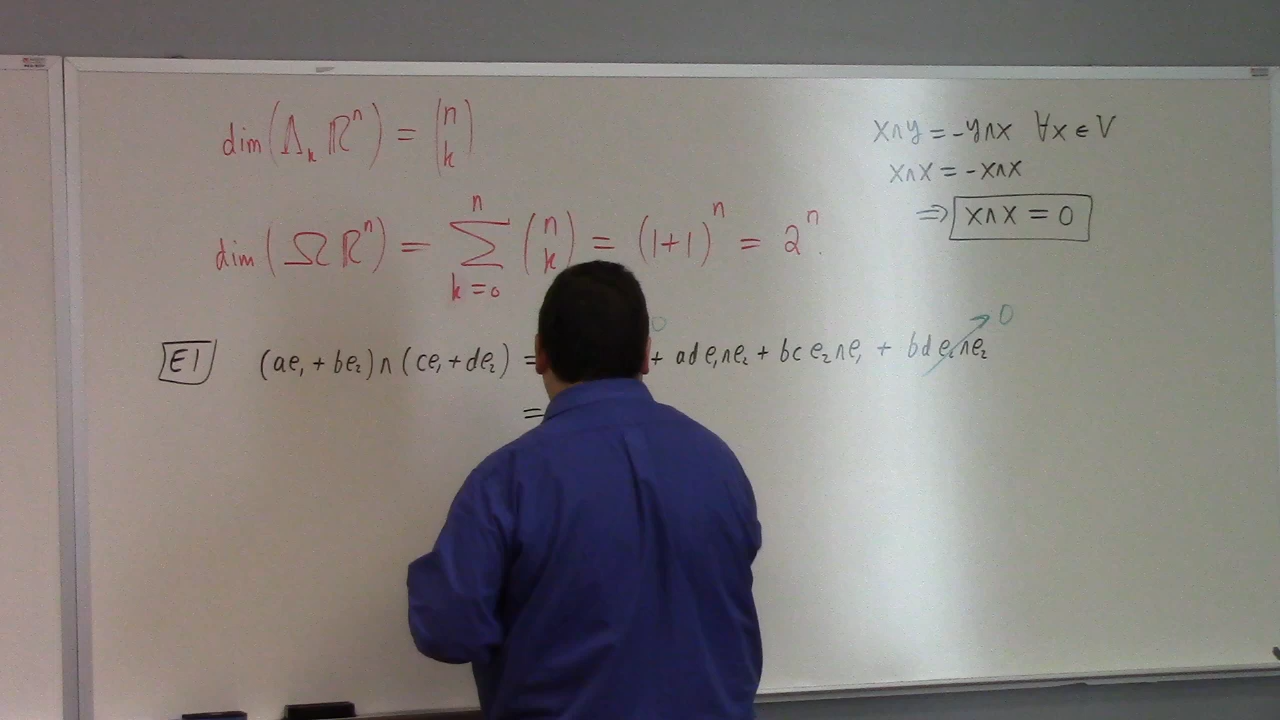 dim(Λ_k ℝ^n) = (n k)
dim(Ω ℝ^n) = Σ_{k=0}^{n} (n k) = (1+1)^n = 2^n.
x∧y = -y∧x ∀x ∈ V
x∧x = -x∧x
⇒ x∧x = 0
E1 (ae₁ + be₂)∧(ce₁ + de₂) = 0 + ad e₁∧e₂ + bc e₂∧e₁ + bd e₂∧e₂ 0
=